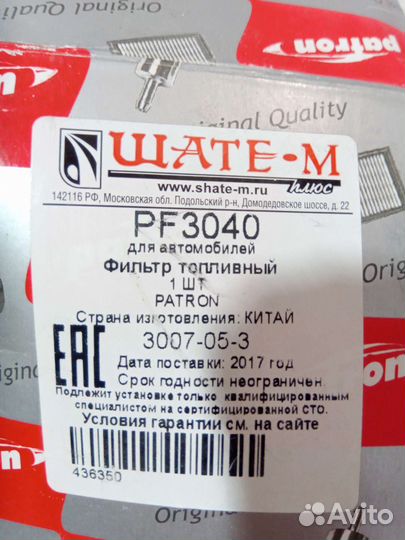 Original Quality
patron
Original Quality
ШАТЕ-М
плюс
www.shate-m.ru
142116 РФ, Московская обл. Подольский р-н, Домодедовское шоссе, д. 22
PF3040
для автомобилей
Фильтр топливный
1 ШТ
PATRON
Страна изготовления: КИТАЙ
3007-05-3
EAC
Дата поставки: 2017 год
Срок годности неограничен.
Подлежит установке только квалифицированным
специалистом на сертифицированной СТО.
Условия гарантии см. на сайте
436350
Avito